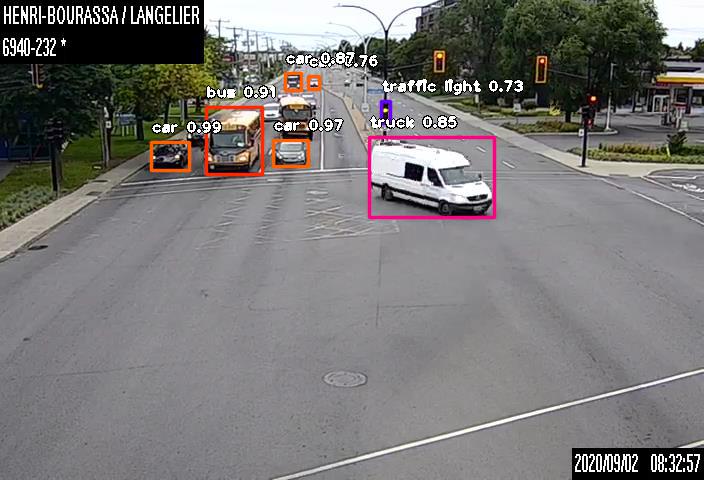 HENRI-BOURASSA / LANGELIER
6940-232 *
car 0.87
0.76
traffic light 0.73
bus 0.91
car 0.99
car 0.97
truck 0.85
2020/09/02 08:32:57